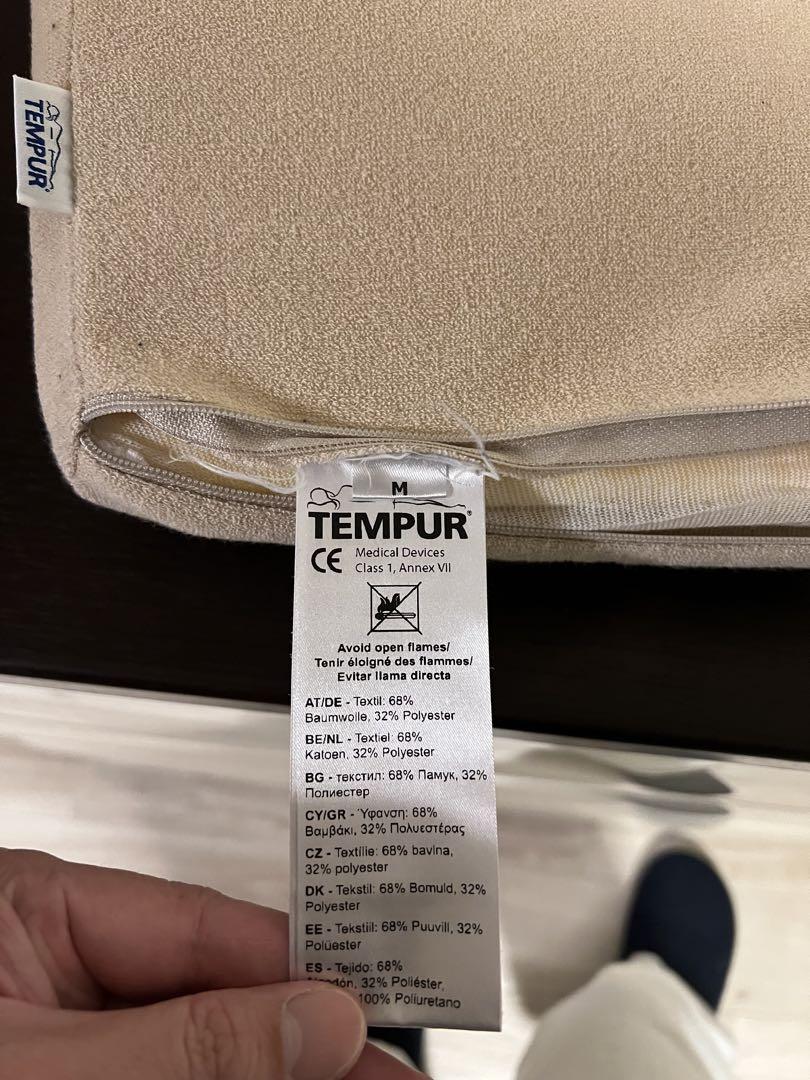 TEMPUR®
M
TEMPUR®
CE Medical Devices
Class 1, Annex VII
Avoid open flames/
Tenir éloigné des flammes/
Evitar llama directa
AT/DE - Textil: 68%
Baumwolle, 32% Polyester
BE/NL - Textiel: 68%
Katoen, 32% Polyester
BG - текстил: 68% Памук, 32%
Полиестер
CY/GR - Ύφανση: 68%
Βαμβάκι, 32% Πολυεστέρας
CZ - Textílie: 68% bavlna,
32% polyester
DK - Tekstil: 68% Bomuld, 32%
Polyester
EE - Tekstiil: 68% Puuvill, 32%
Polüester
ES - Tejido: 68%
32% Poliéster,
100% Poliuretano